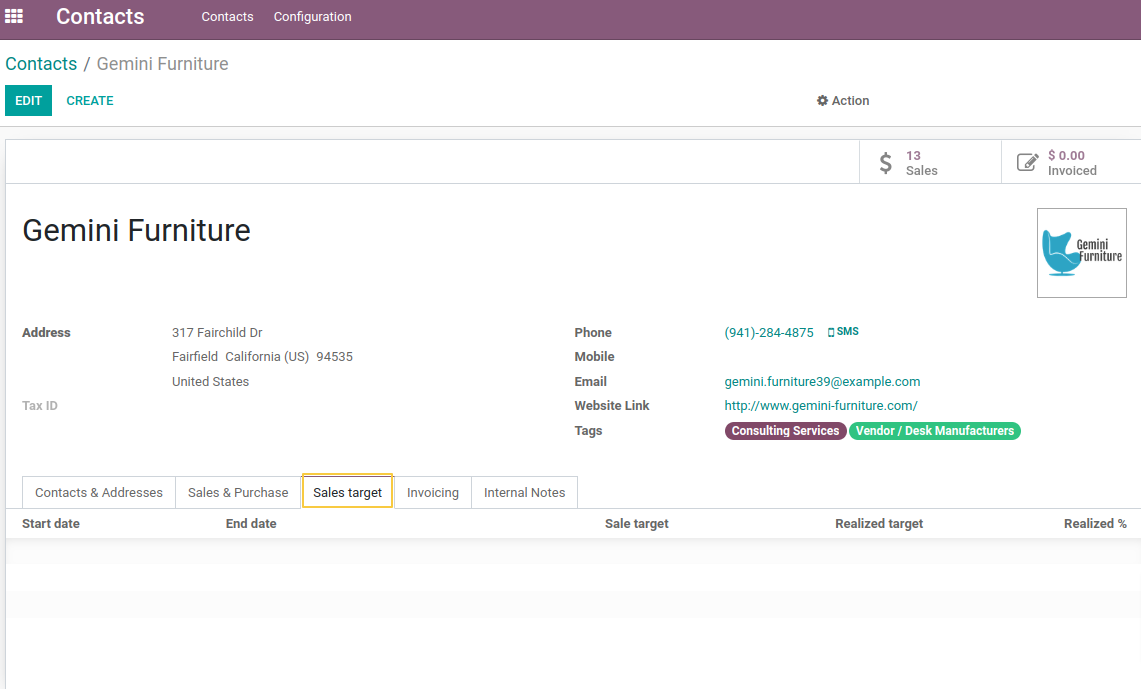 Contacts Contacts Configuration
Contacts / Gemini Furniture
EDIT CREATE Action
13 Sales
$ 0.00 Invoiced
Gemini Furniture
Gemini
Furniture
Address 317 Fairchild Dr
Fairfield California (US) 94535
United States
Tax ID
Phone (941)-284-4875 SMS
Mobile
Email gemini.furniture39@example.com
Website Link http://www.gemini-furniture.com/
Tags Consulting Services Vendor / Desk Manufacturers
Contacts & Addresses Sales & Purchase Sales target Invoicing Internal Notes
Start date End date Sale target Realized target Realized %